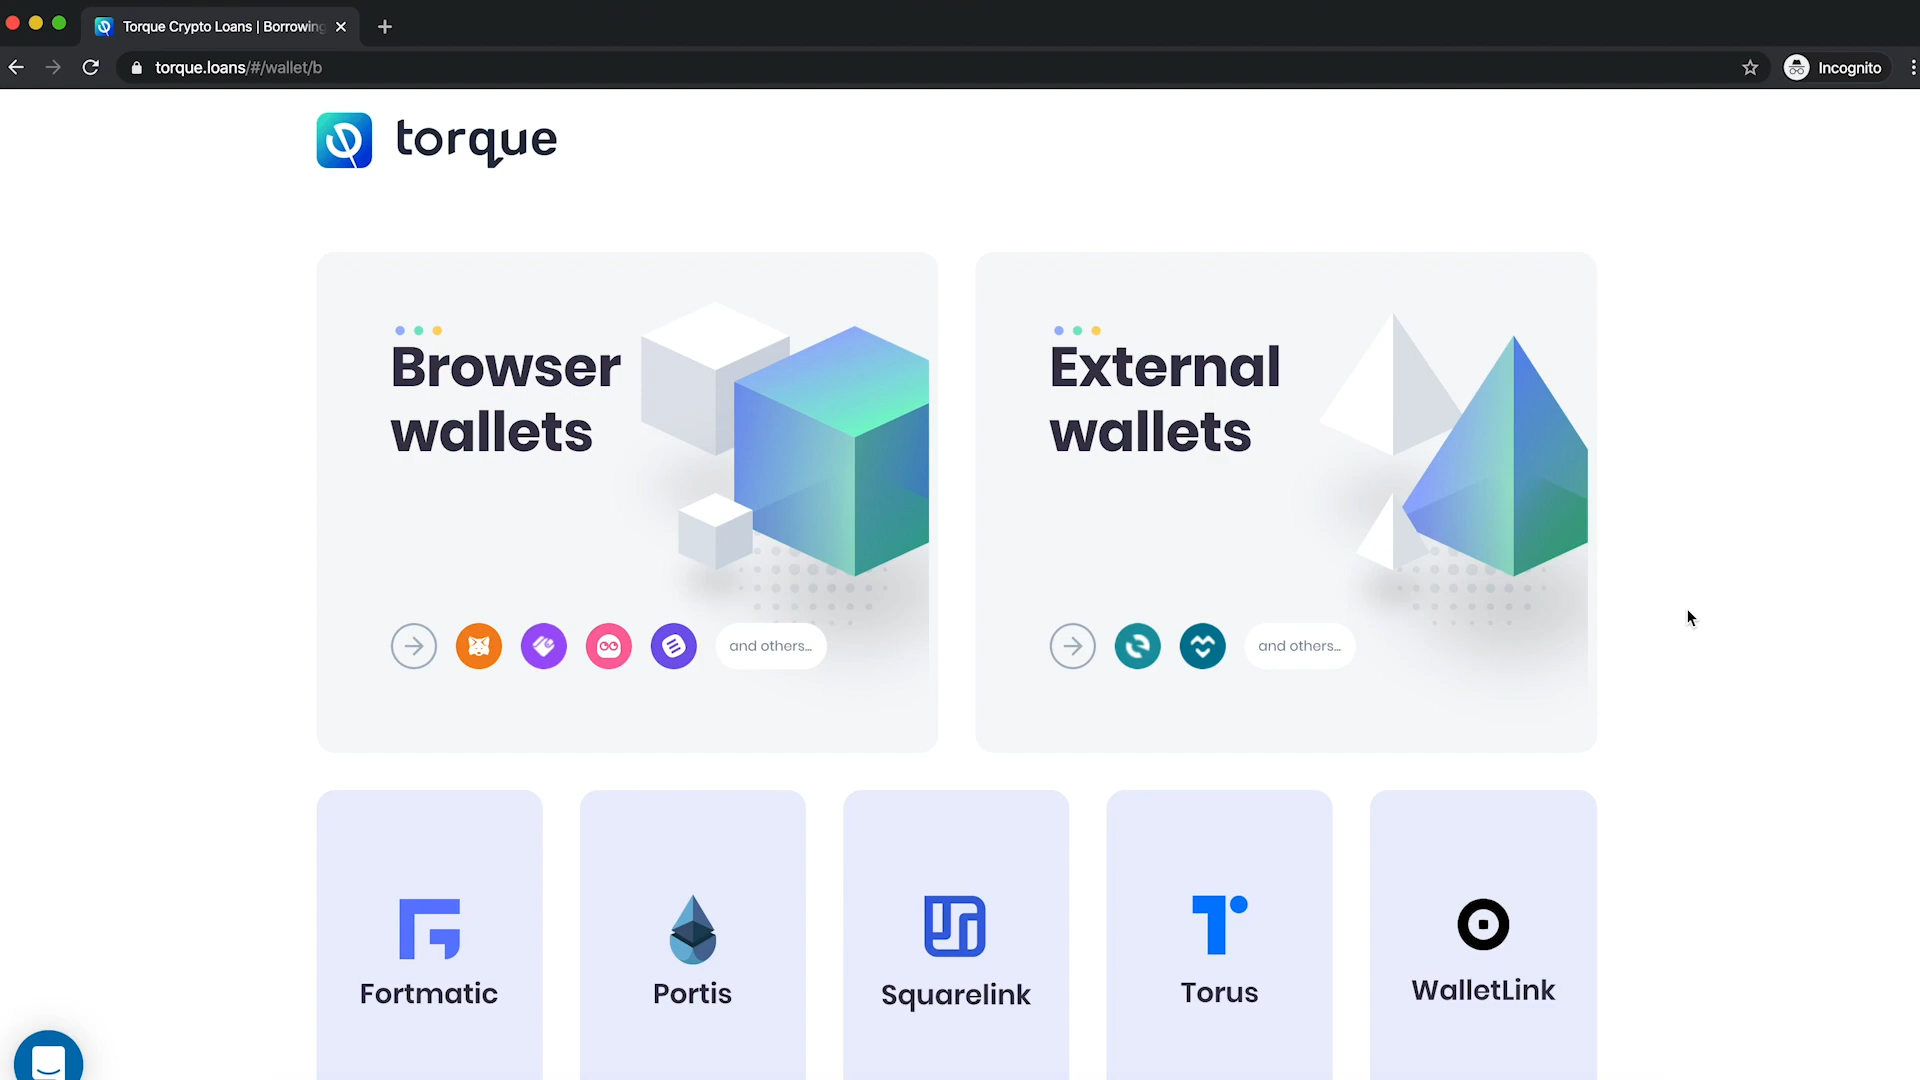 Torque Crypto Loans | Borrowing
torque.loans/#/wallet/b
Incognito
torque
Browser
wallets
and others...
External
wallets
and others...
Fortmatic
Portis
Squarelink
Torus
WalletLink